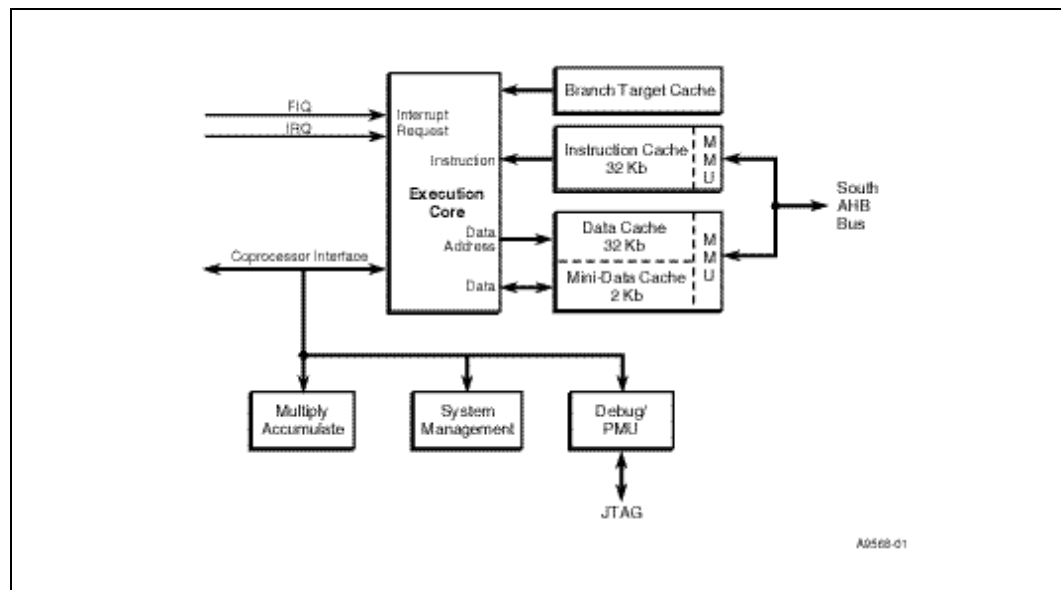 Branch Target Cache
FIQ
IRQ
Interrupt
Request
Instruction
Instruction Cache
32 Kb
M
M
U
Execution
Core
South
AHB
Bus
Data
Address
Data Cache
32 Kb
M
M
U
Coprocessor Interface
Data
Mini-Data Cache
2 Kb
Multiply
Accumulate
System
Management
Debug/
PMU
JTAG
A9568-01